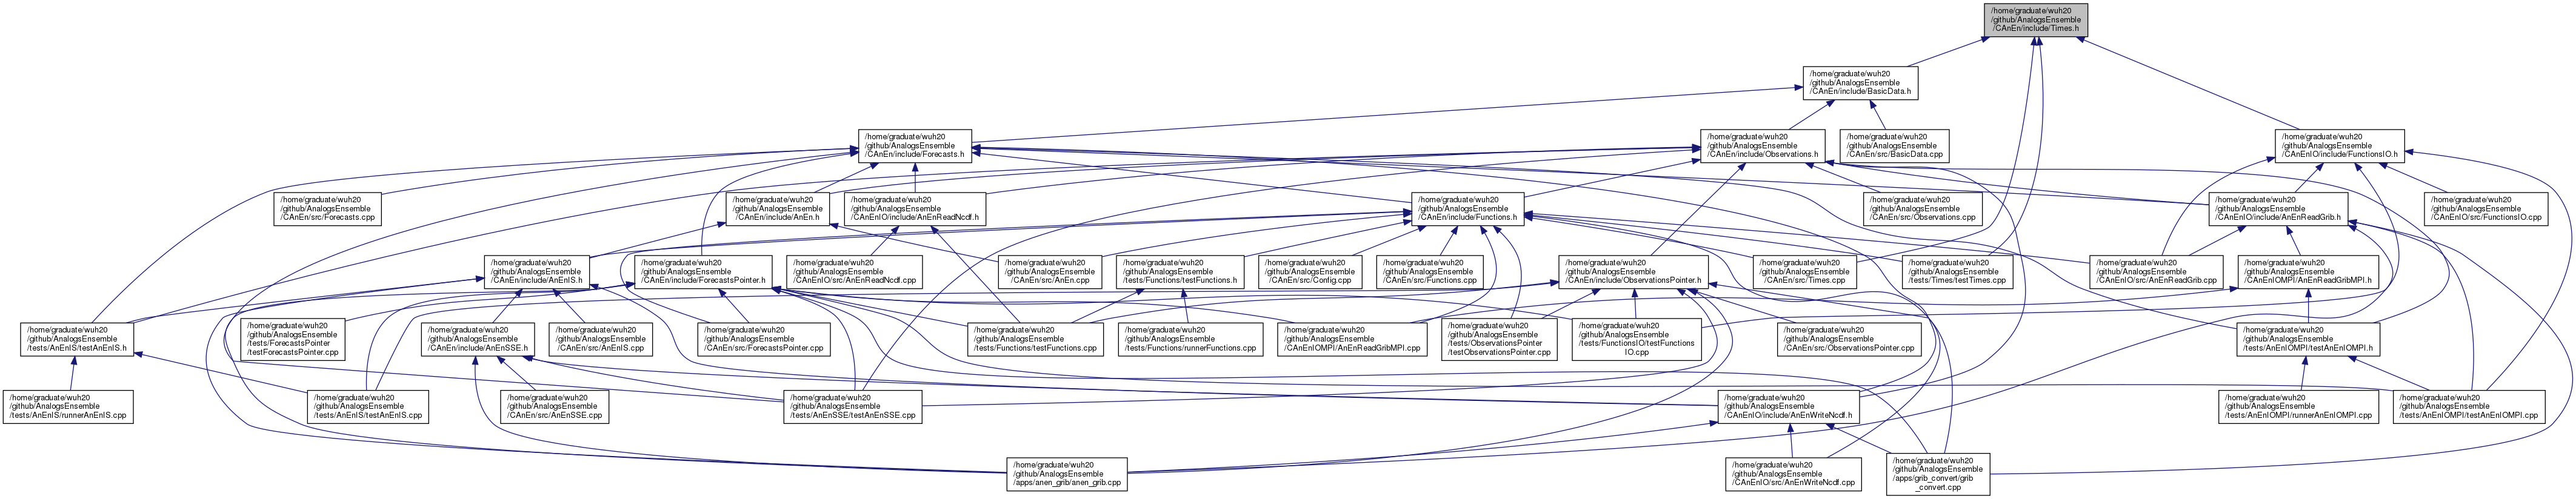 /home/graduate/wuh20
/github/AnalogsEnsemble
/CAnEn/include/Times.h
/home/graduate/wuh20
/github/AnalogsEnsemble
/CAnEn/include/BasicData.h
/home/graduate/wuh20
/github/AnalogsEnsemble
/CAnEn/include/Forecasts.h
/home/graduate/wuh20
/github/AnalogsEnsemble
/CAnEn/include/Observations.h
/home/graduate/wuh20
/github/AnalogsEnsemble
/CAnEn/src/BasicData.cpp
/home/graduate/wuh20
/github/AnalogsEnsemble
/CAnEnIO/include/FunctionsIO.h
/home/graduate/wuh20
/github/AnalogsEnsemble
/CAnEn/src/Forecasts.cpp
/home/graduate/wuh20
/github/AnalogsEnsemble
/CAnEn/include/AnEn.h
/home/graduate/wuh20
/github/AnalogsEnsemble
/CAnEnIO/include/AnEnReadNcdf.h
/home/graduate/wuh20
/github/AnalogsEnsemble
/CAnEn/include/Functions.h
/home/graduate/wuh20
/github/AnalogsEnsemble
/CAnEn/src/Observations.cpp
/home/graduate/wuh20
/github/AnalogsEnsemble
/CAnEnIO/include/AnEnReadGrib.h
/home/graduate/wuh20
/github/AnalogsEnsemble
/CAnEnIO/src/FunctionsIO.cpp
/home/graduate/wuh20
/github/AnalogsEnsemble
/CAnEn/include/AnEnIS.h
/home/graduate/wuh20
/github/AnalogsEnsemble
/CAnEn/include/ForecastsPointer.h
/home/graduate/wuh20
/github/AnalogsEnsemble
/CAnEnIO/src/AnEnReadNcdf.cpp
/home/graduate/wuh20
/github/AnalogsEnsemble
/CAnEn/src/AnEn.cpp
/home/graduate/wuh20
/github/AnalogsEnsemble
/tests/Functions/testFunctions.h
/home/graduate/wuh20
/github/AnalogsEnsemble
/CAnEn/src/Config.cpp
/home/graduate/wuh20
/github/AnalogsEnsemble
/CAnEn/src/Functions.cpp
/home/graduate/wuh20
/github/AnalogsEnsemble
/CAnEn/include/ObservationsPointer.h
/home/graduate/wuh20
/github/AnalogsEnsemble
/CAnEn/src/Times.cpp
/home/graduate/wuh20
/github/AnalogsEnsemble
/tests/Times/testTimes.cpp
/home/graduate/wuh20
/github/AnalogsEnsemble
/CAnEnIO/src/AnEnReadGrib.cpp
/home/graduate/wuh20
/github/AnalogsEnsemble
/CAnEnIOMPI/AnEnReadGribMPI.h
/home/graduate/wuh20
/github/AnalogsEnsemble
/tests/AnEnIS/testAnEnIS.h
/home/graduate/wuh20
/github/AnalogsEnsemble
/tests/ForecastsPointer
/testForecastsPointer.cpp
/home/graduate/wuh20
/github/AnalogsEnsemble
/CAnEn/include/AnEnSSE.h
/home/graduate/wuh20
/github/AnalogsEnsemble
/CAnEn/src/AnEnIS.cpp
/home/graduate/wuh20
/github/AnalogsEnsemble
/CAnEn/src/ForecastsPointer.cpp
/home/graduate/wuh20
/github/AnalogsEnsemble
/tests/Functions/testFunctions.cpp
/home/graduate/wuh20
/github/AnalogsEnsemble
/tests/Functions/runnerFunctions.cpp
/home/graduate/wuh20
/github/AnalogsEnsemble
/CAnEnIOMPI/AnEnReadGribMPI.cpp
/home/graduate/wuh20
/github/AnalogsEnsemble
/tests/ObservationsPointer
/testObservationsPointer.cpp
/home/graduate/wuh20
/github/AnalogsEnsemble
/tests/FunctionsIO/testFunctions
IO.cpp
/home/graduate/wuh20
/github/AnalogsEnsemble
/CAnEn/src/ObservationsPointer.cpp
/home/graduate/wuh20
/github/AnalogsEnsemble
/tests/AnEnIOMPI/testAnEnIOMPI.h
/home/graduate/wuh20
/github/AnalogsEnsemble
/tests/AnEnIS/runnerAnEnIS.cpp
/home/graduate/wuh20
/github/AnalogsEnsemble
/tests/AnEnIS/testAnEnIS.cpp
/home/graduate/wuh20
/github/AnalogsEnsemble
/CAnEn/src/AnEnSSE.cpp
/home/graduate/wuh20
/github/AnalogsEnsemble
/tests/AnEnSSE/testAnEnSSE.cpp
/home/graduate/wuh20
/github/AnalogsEnsemble
/CAnEnIO/include/AnEnWriteNcdf.h
/home/graduate/wuh20
/github/AnalogsEnsemble
/tests/AnEnIOMPI/runnerAnEnIOMPI.cpp
/home/graduate/wuh20
/github/AnalogsEnsemble
/tests/AnEnIOMPI/testAnEnIOMPI.cpp
/home/graduate/wuh20
/github/AnalogsEnsemble
/apps/anen_grib/anen_grib.cpp
/home/graduate/wuh20
/github/AnalogsEnsemble
/CAnEnIO/src/AnEnWriteNcdf.cpp
/home/graduate/wuh20
/github/AnalogsEnsemble
/apps/grib_convert/grib
_convert.cpp